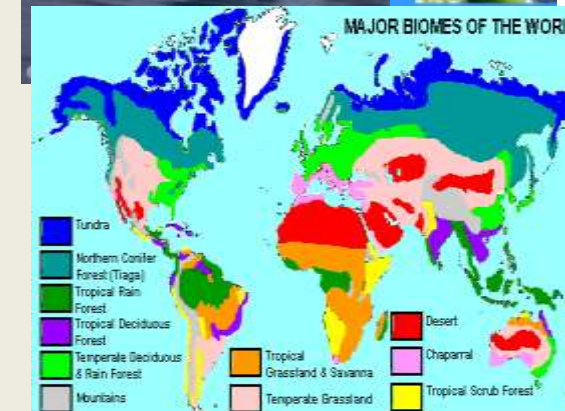 MAJOR BIOMES OF THE WORL
Tundra
Northern Conifer
Forest (Tiaga)
Tropical Rain
Forest
Tropical Deciduous
Forest
Temperate Deciduous
& Rain Forest
Mountains
Tropical
Grassland & Savanna
Temperate Grassland
Desert
Chaparral
Tropical Scrub Forest